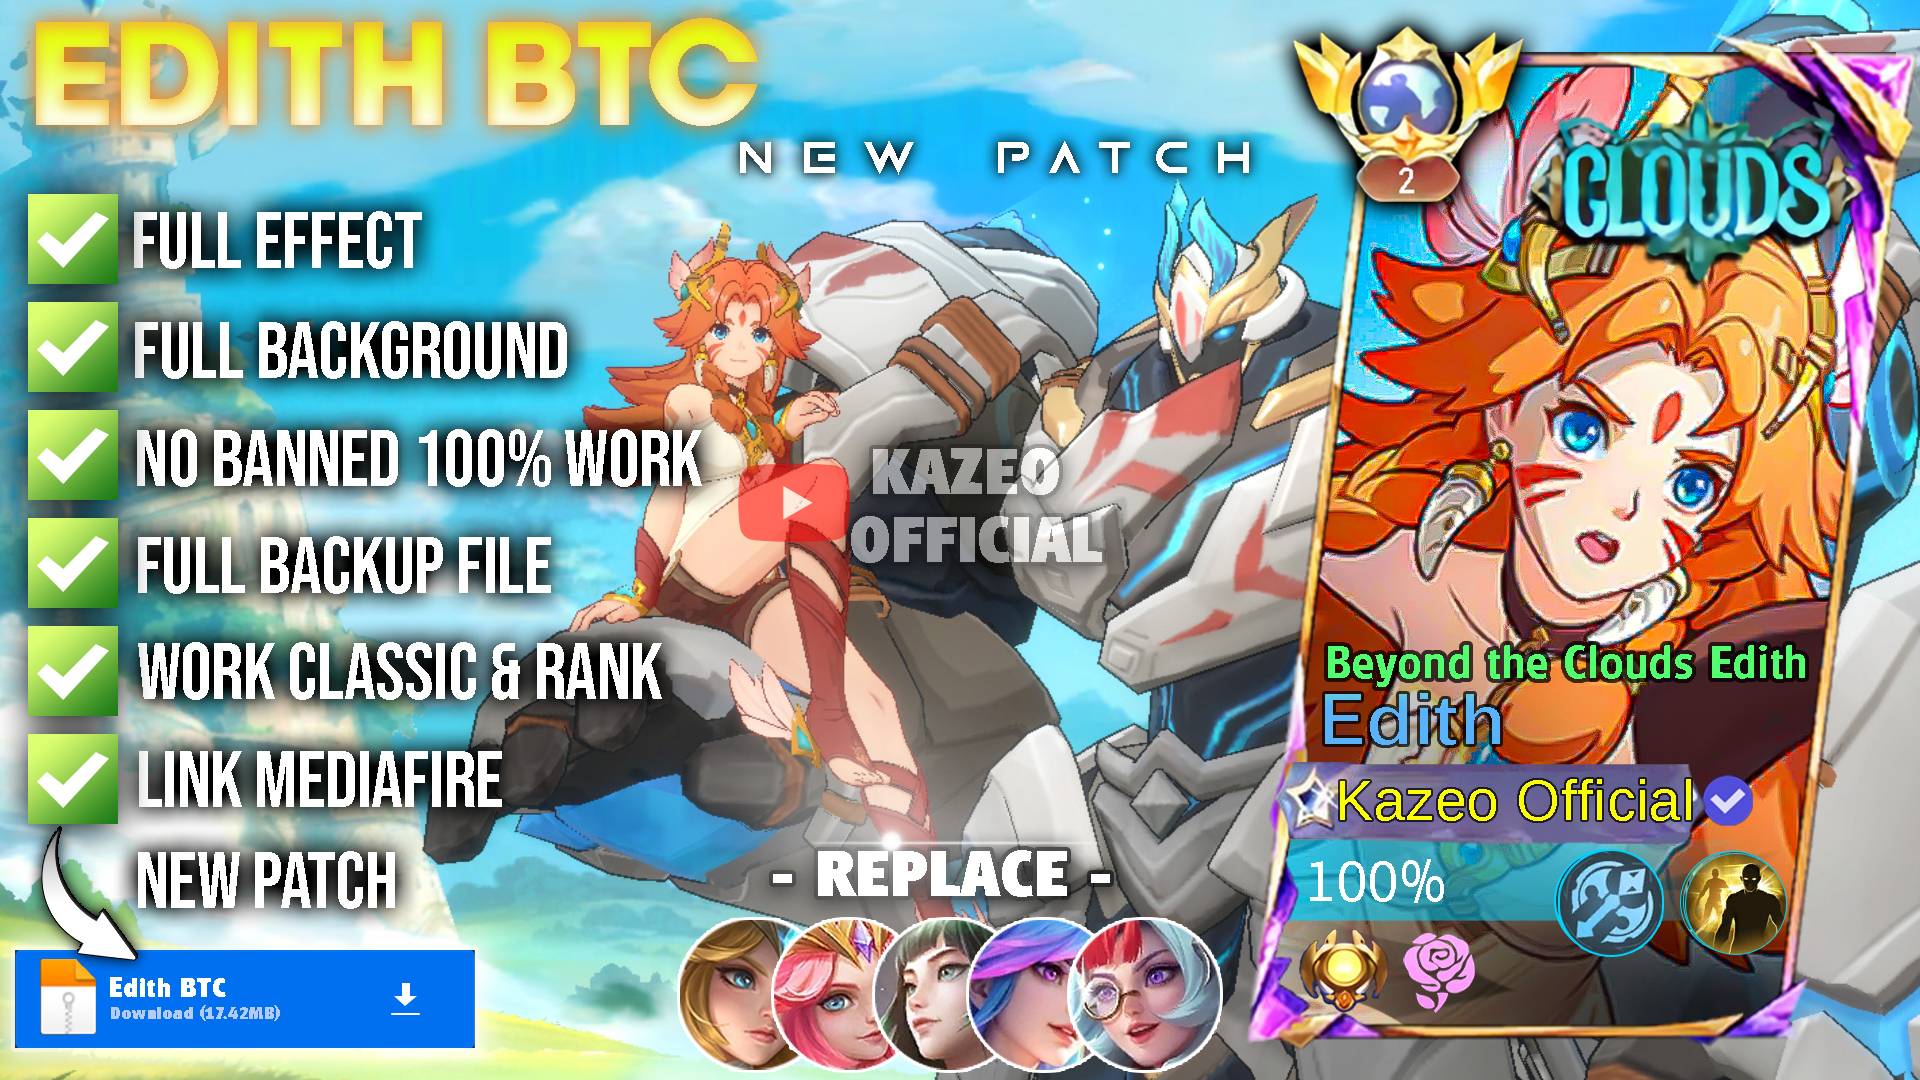 EDITH BTC
NEW PATCH
FULL EFFECT
FULL BACKGROUND
NO BANNED 100% WORK
FULL BACKUP FILE
WORK CLASSIC & RANK
LINK MEDIAFIRE
NEW PATCH
Edith BTC
Download (17.42MB)
KAZEO
OFFICIAL
- REPLACE -
2
CLOUDS
Beyond the Clouds Edith
Edith
Kazeo Official
100%